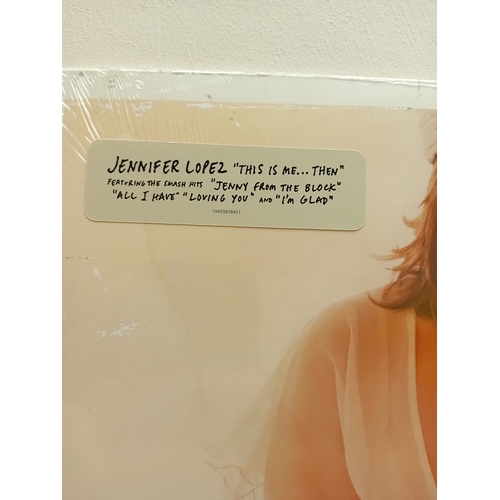 JENNIFER LOPEZ "THIS IS ME...THEN"
FEATURING THE SMASH HITS "JENNY FROM THE BLOCK"
"ALL I HAVE" "LOVING YOU" AND "I'M GLAD"
19439978451